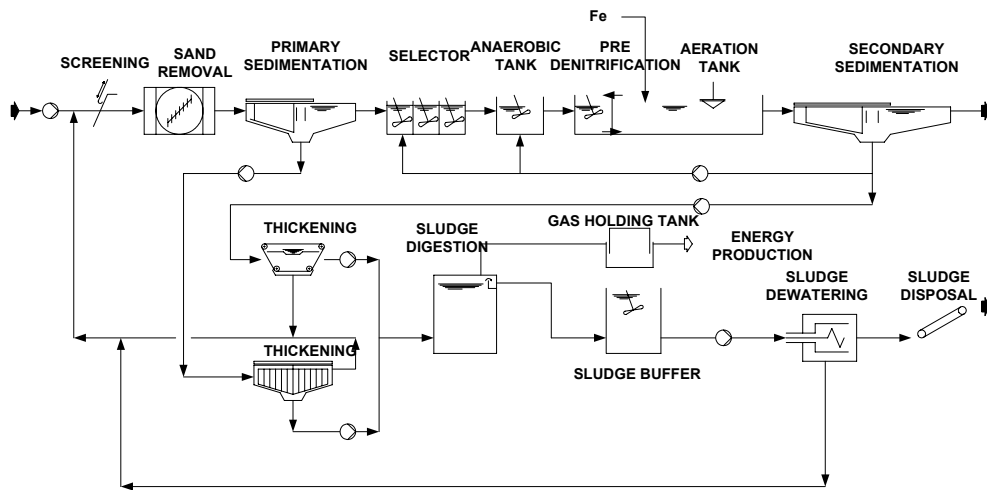 Fe
SCREENING
SAND
REMOVAL
PRIMARY
SEDIMENTATION
SELECTOR
ANAEROBIC
TANK
PRE
DENITRIFICATION
AERATION
TANK
SECONDARY
SEDIMENTATION
THICKENING
SLUDGE
DIGESTION
GAS HOLDING TANK
ENERGY
PRODUCTION
SLUDGE
DEWATERING
SLUDGE
DISPOSAL
THICKENING
SLUDGE BUFFER